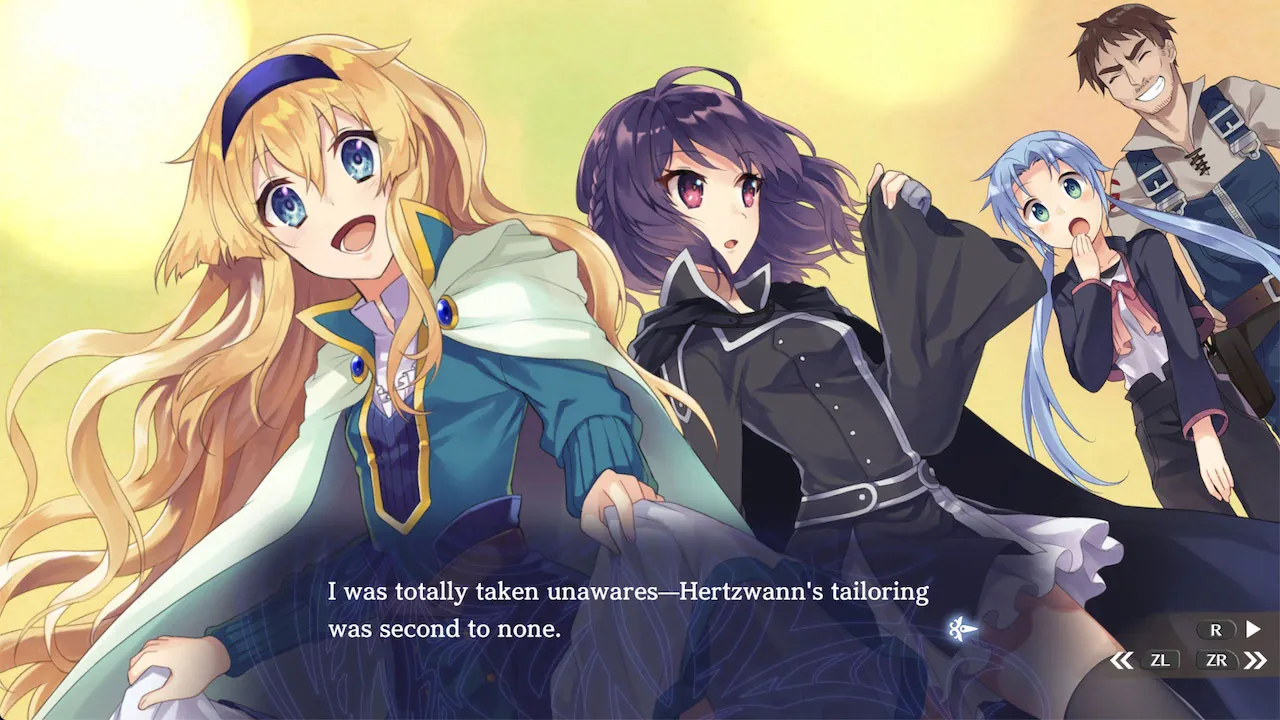 I was totally taken unawares—Hertzwann's tailoring
was second to none.
R
ZL ZR